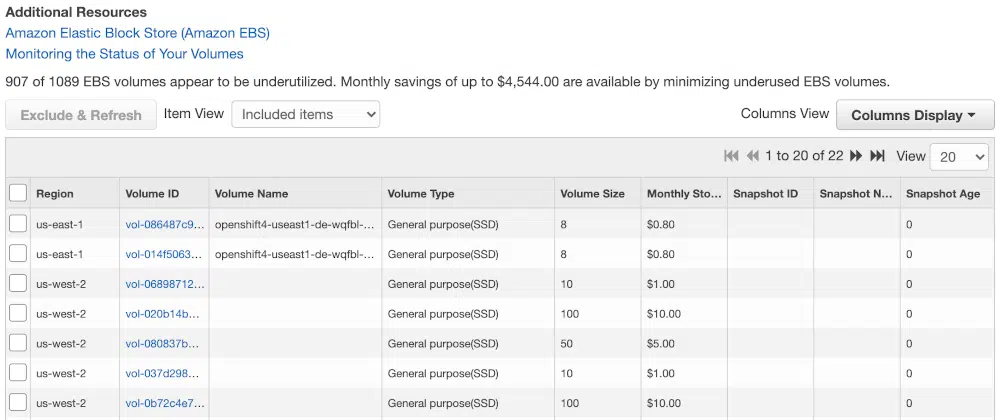 Additional Resources
Amazon Elastic Block Store (Amazon EBS)
Monitoring the Status of Your Volumes
907 of 1089 EBS volumes appear to be underutilized. Monthly savings of up to $4,544.00 are available by minimizing underused EBS volumes.
Exclude & Refresh Item View Included items Columns View Columns Display
1 to 20 of 22 View 20
Region Volume ID Volume Name Volume Type Volume Size Monthly Sto... Snapshot ID Snapshot N... Snapshot Age
us-east-1 vol-086487c9... openshift4-useast1-de-wqfbl-... General purpose(SSD) 8 $0.80 0
us-east-1 vol-014f5063... openshift4-useast1-de-wqfbl-... General purpose(SSD) 8 $0.80 0
us-west-2 vol-06898712... General purpose(SSD) 10 $1.00 0
us-west-2 vol-020b14b... General purpose(SSD) 100 $10.00 0
us-west-2 vol-080837b... General purpose(SSD) 50 $5.00 0
us-west-2 vol-037d298... General purpose(SSD) 10 $1.00 0
us-west-2 vol-0b72c4e7... General purpose(SSD) 100 $10.00 0